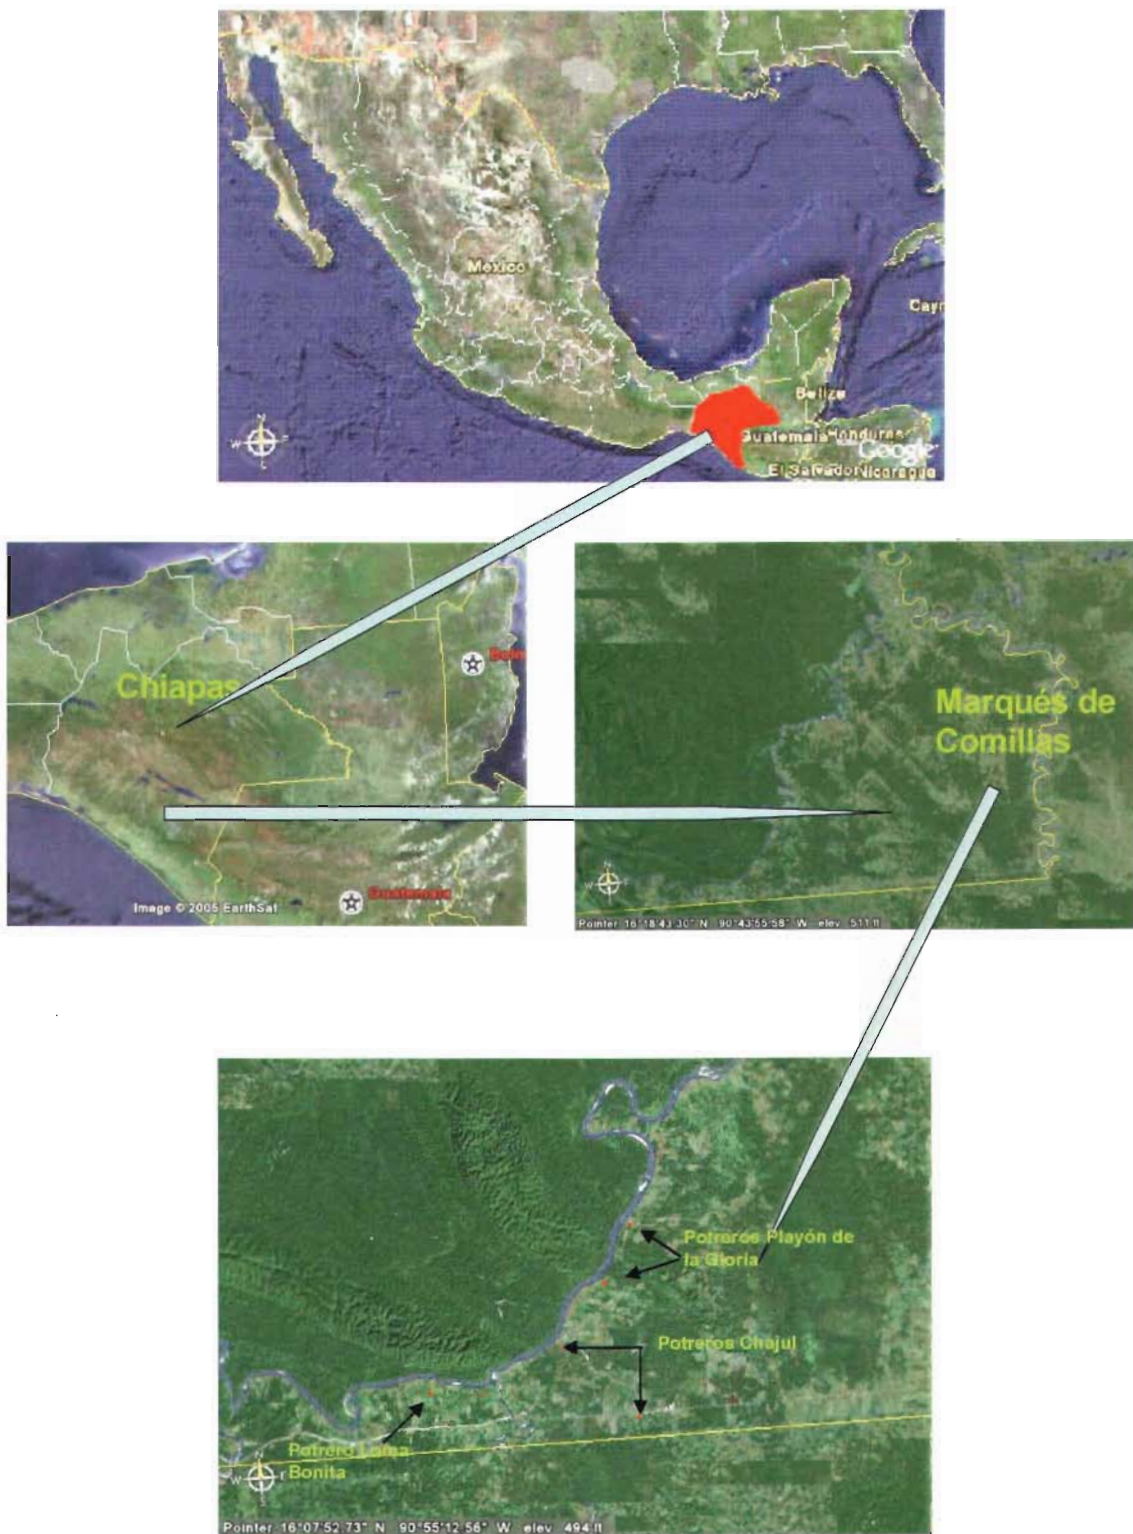 Mexico
Cayr
Belize
Guatemala Honduras
Google
El Salvador Nicaragua
N
W
Chiapas
Guatemala
Image © 2005 EarthSat
Marqués de
Comillas
N
W
Pointer 16°18'43.30" N 90°43'55.58" W elev 511 ft
Potreros Playón de
la Gloria
Potreros Chajul
Potrero Loma
Bonita
N
W
Pointer 16°07'52.73" N 90°55'12.56" W elev 494 ft